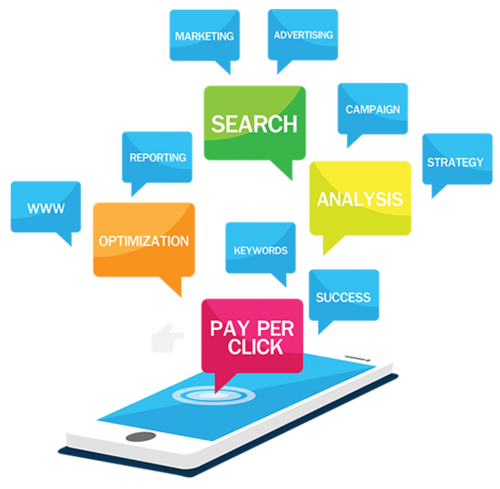 MARKETING
ADVERTISING
SEARCH
CAMPAIGN
REPORTING
STRATEGY
WWW
ANALYSIS
OPTIMIZATION
KEYWORDS
SUCCESS
PAY PER
CLICK